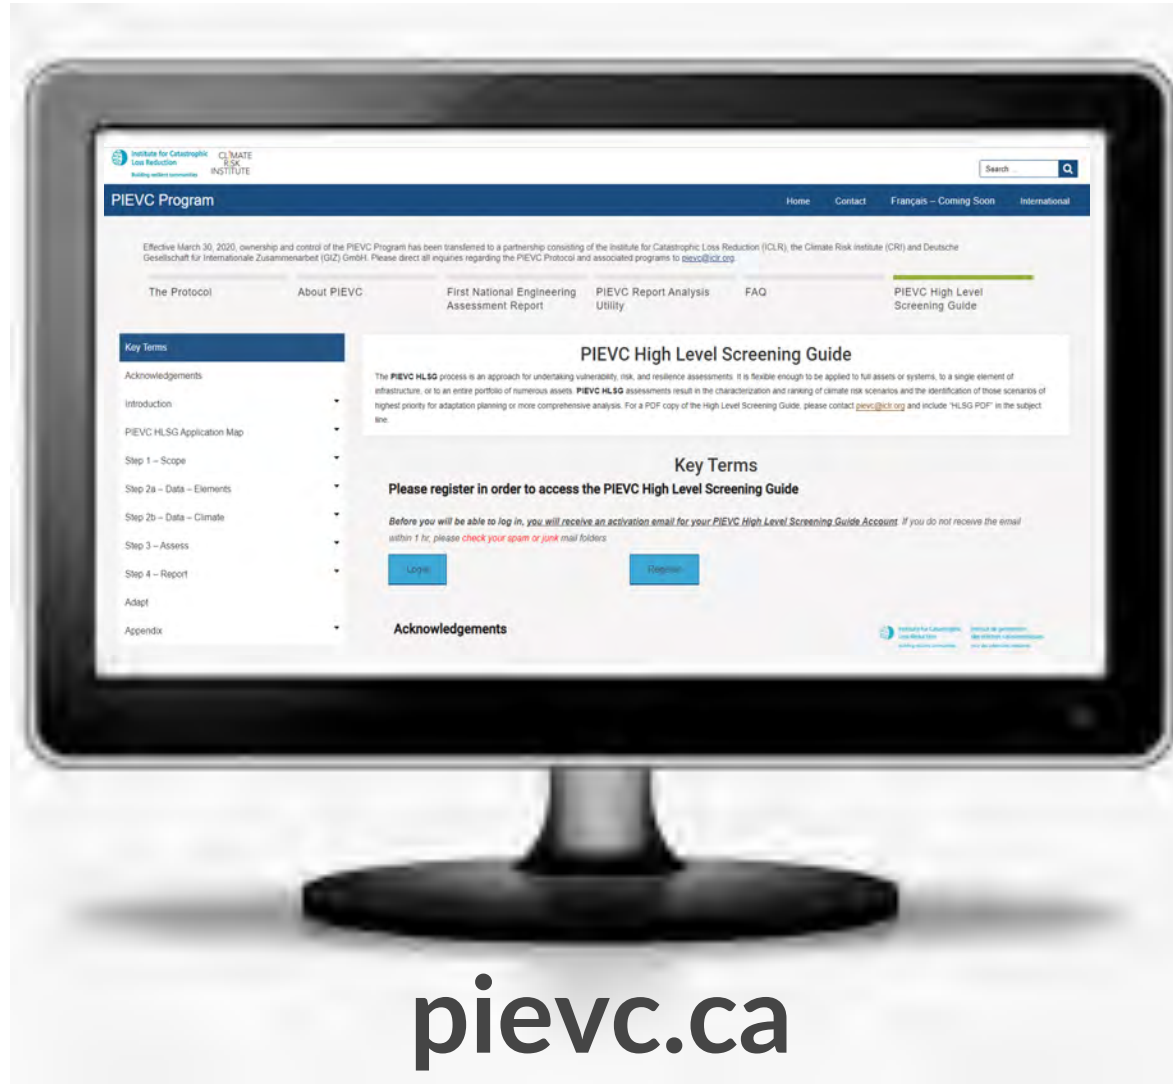 Institute for Catastrophic
Loss Reduction
Building resilient communities
CLIMATE
RISK
INSTITUTE
Search ...
PIEVC Program
Home
Contact
Français – Coming Soon
International
Effective March 30, 2020, ownership and control of the PIEVC Program has been transferred to a partnership consisting of the Institute for Catastrophic Loss Reduction (ICLR), the Climate Risk Institute (CRI) and Deutsche
Gesellschaft für Internationale Zusammenarbeit (GIZ) GmbH. Please direct all inquiries regarding the PIEVC Protocol and associated programs to pievc@iclr.org.
The Protocol
About PIEVC
First National Engineering
Assessment Report
PIEVC Report Analysis
Utility
FAQ
PIEVC High Level
Screening Guide
Key Terms
Acknowledgements
Introduction
PIEVC HLSG Application Map
Step 1 – Scope
Step 2a – Data – Elements
Step 2b – Data – Climate
Step 3 – Assess
Step 4 – Report
Adapt
Appendix
PIEVC High Level Screening Guide
The PIEVC HLSG process is an approach for undertaking vulnerability, risk, and resilience assessments. It is flexible enough to be applied to full assets or systems, to a single element of
infrastructure, or to an entire portfolio of numerous assets. PIEVC HLSG assessments result in the characterization and ranking of climate risk scenarios and the identification of those scenarios of
highest priority for adaptation planning or more comprehensive analysis. For a PDF copy of the High Level Screening Guide, please contact pievc@iclr.org and include "HLSG PDF" in the subject
line.
Key Terms
Please register in order to access the PIEVC High Level Screening Guide
Before you will be able to log in, you will receive an activation email for your PIEVC High Level Screening Guide Account. If you do not receive the email
within 1 hr, please check your spam or junk mail folders
Login
Register
Acknowledgements
Institute for Catastrophic
Loss Reduction
Building resilient communities
pievc.ca